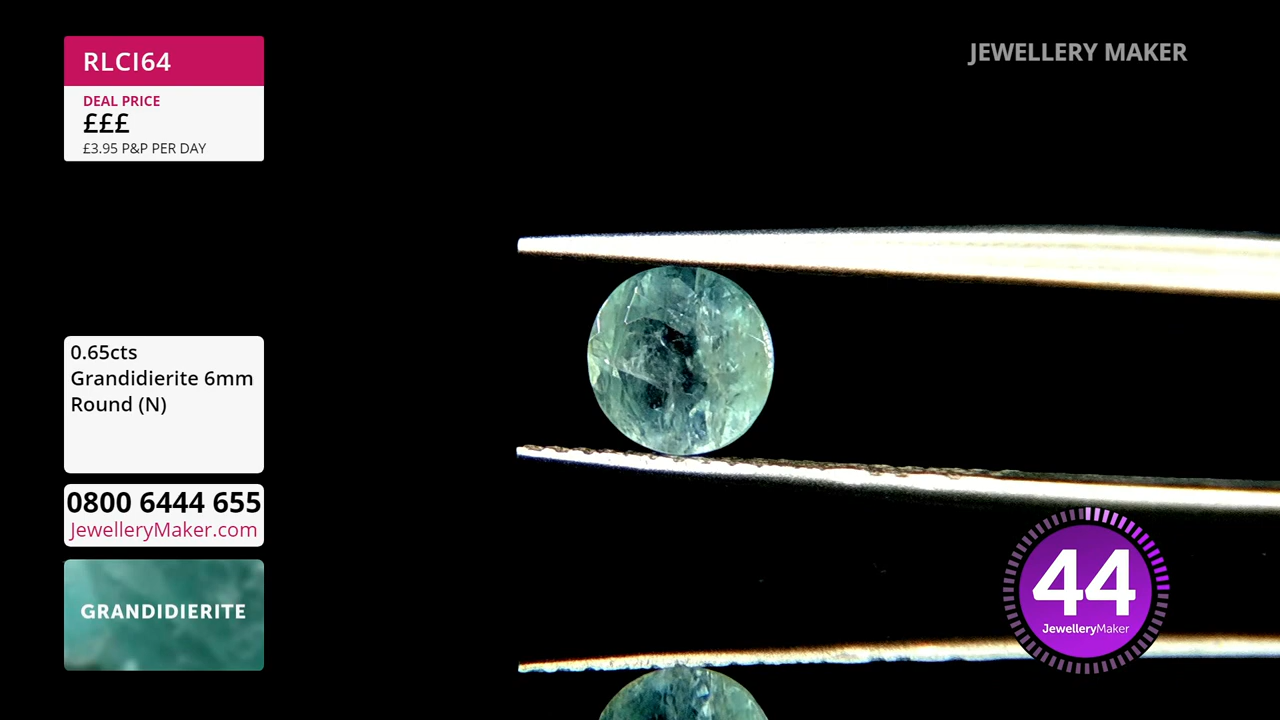 RLCI64
DEAL PRICE
£££
£3.95 P&P PER DAY
JEWELLERY MAKER
0.65cts
Grandidierite 6mm
Round (N)
0800 6444 655
JewelleryMaker.com
GRANDIDIERITE
44
JewelleryMaker